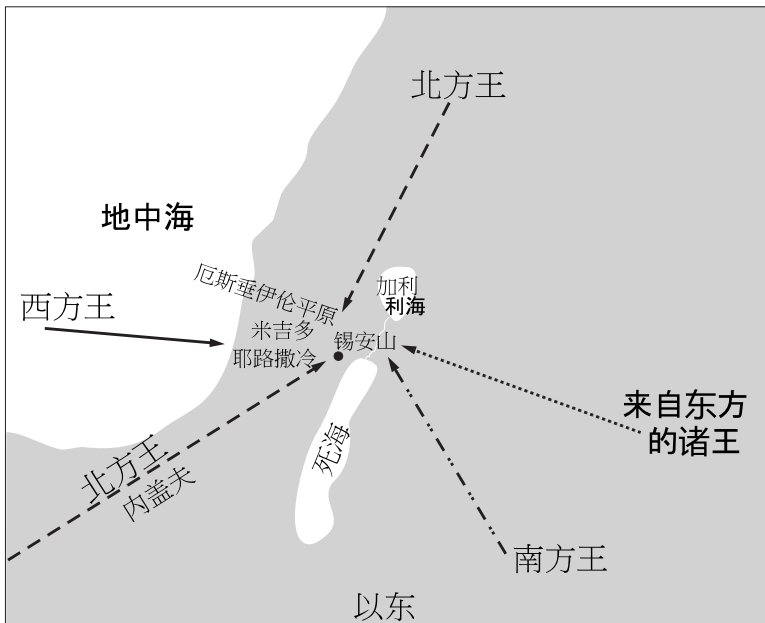 北方王
地中海
厄斯垂伊伦平原
加利
利海
西方王
米吉多
锡安山
耶路撒冷
来自东方
的诸王
死海
北方王
内盖夫
南方王
以东